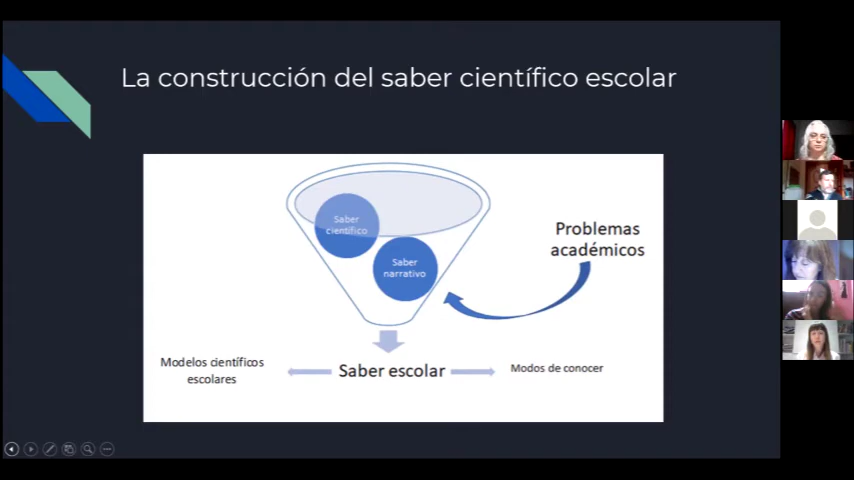 La construcción del saber científico escolar
Saber
científico
Saber
narrativo
Problemas
académicos
Modelos científicos
escolares
Saber escolar
Modos de conocer